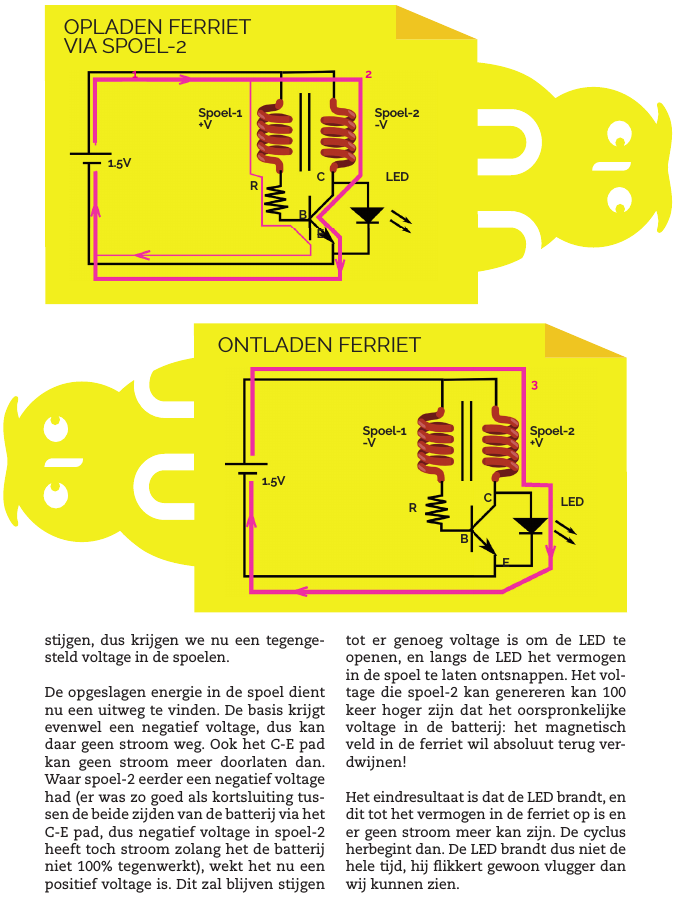 OPLADEN FERRIET
VIA SPOEL-2
1
2
Spoel-1
+V
Spoel-2
-V
1.5V
R
C
LED
B
E
ONTLADEN FERRIET
3
Spoel-1
-V
Spoel-2
+V
1.5V
R
C
LED
B
E
stijgen, dus krijgen we nu een tegenge-
steld voltage in de spoelen.
De opgeslagen energie in de spoel dient
nu een uitweg te vinden. De basis krijgt
evenwel een negatief voltage, dus kan
daar geen stroom weg. Ook het C-E pad
kan geen stroom meer doorlaten dan.
Waar spoel-2 eerder een negatief voltage
had (er was zo goed als kortsluiting tus-
sen de beide zijden van de batterij via het
C-E pad, dus negatief voltage in spoel-2
heeft toch stroom zolang het de batterij
niet 100% tegenwerkt), wekt het nu een
positief voltage is. Dit zal blijven stijgen
tot er genoeg voltage is om de LED te
openen, en langs de LED het vermogen
in de spoel te laten ontsnappen. Het vol-
tage die spoel-2 kan genereren kan 100
keer hoger zijn dat het oorspronkelijke
voltage in de batterij: het magnetisch
veld in de ferriet wil absoluut terug ver-
dwijnen!
Het eindresultaat is dat de LED brandt, en
dit tot het vermogen in de ferriet op is en
er geen stroom meer kan zijn. De cyclus
herbegint dan. De LED brandt dus niet de
hele tijd, hij flikkert gewoon vlugger dan
wij kunnen zien.